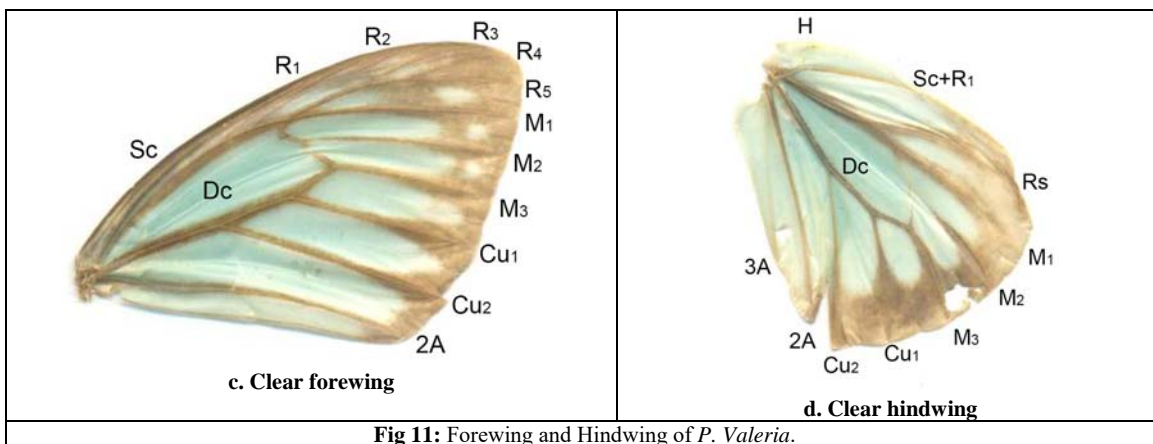 R3
R2
R4
R1
R5
M1
Sc
M2
Dc
M3
Cu1
Cu2
2A
c. Clear forewing
H
Sc+R1
Dc
Rs
3A
M1
M2
2A
M3
Cu1
Cu2
d. Clear hindwing
Fig 11: Forewing and Hindwing of P. Valeria.